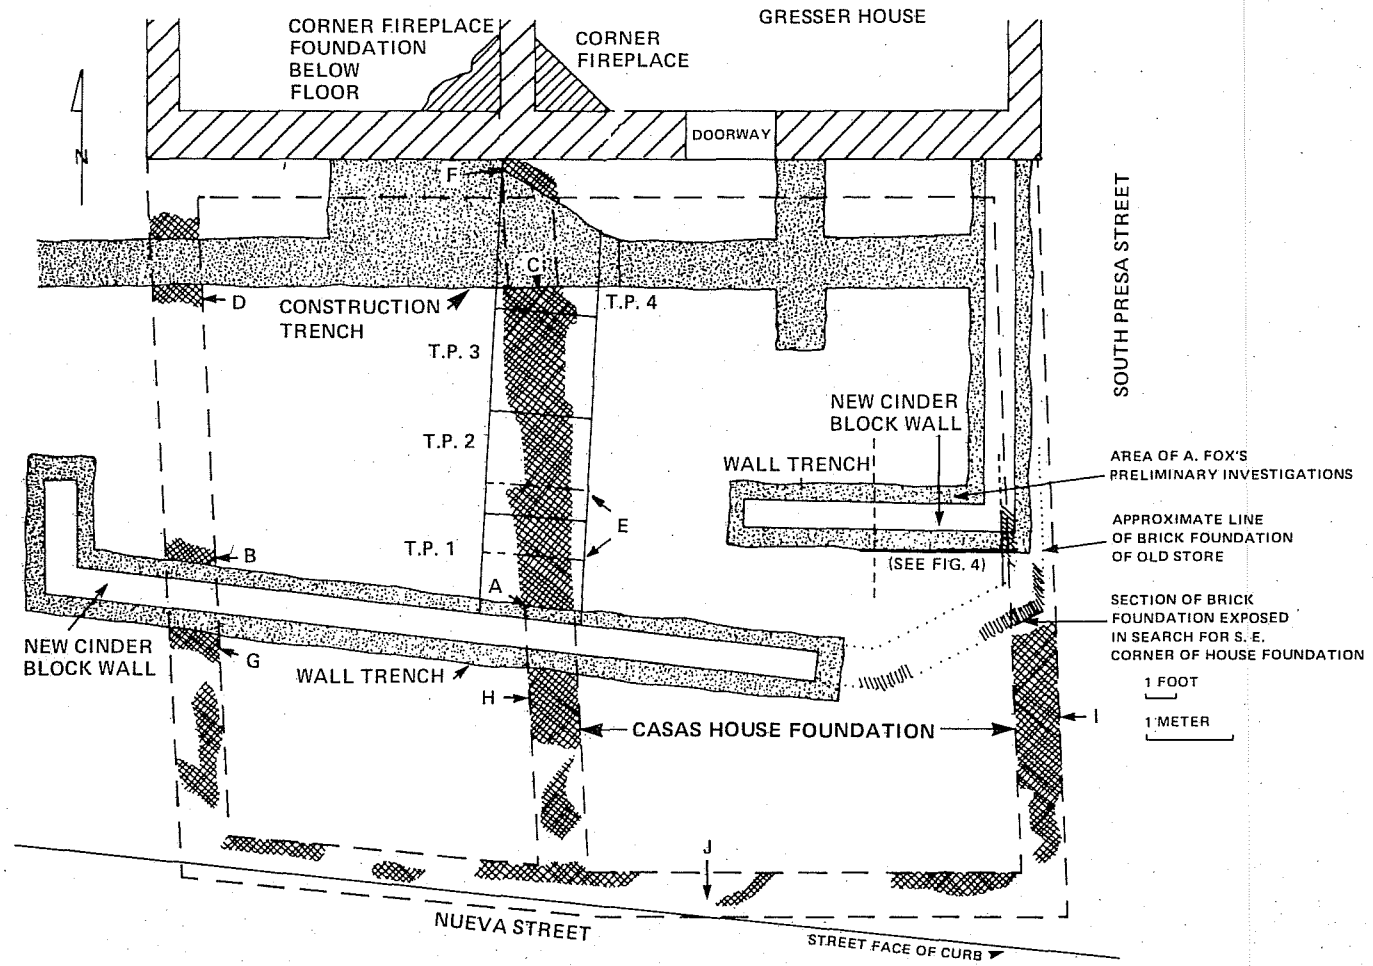 GRESSER HOUSE
CORNER FIREPLACE
FOUNDATION
BELOW
FLOOR
CORNER
FIREPLACE
DOORWAY
N
F
C
D
CONSTRUCTION
TRENCH
T.P. 4
T.P. 3
T.P. 2
T.P. 1
SOUTH PRESA STREET
NEW CINDER
BLOCK WALL
WALL TRENCH
AREA OF A. FOX'S
PRELIMINARY INVESTIGATIONS
E
APPROXIMATE LINE
OF BRICK FOUNDATION
OF OLD STORE
B
A
(SEE FIG. 4)
SECTION OF BRICK
FOUNDATION EXPOSED
IN SEARCH FOR S. E.
CORNER OF HOUSE FOUNDATION
NEW CINDER
BLOCK WALL
G
WALL TRENCH
H
1 FOOT
I
1 METER
CASAS HOUSE FOUNDATION
J
NUEVA STREET
STREET FACE OF CURB